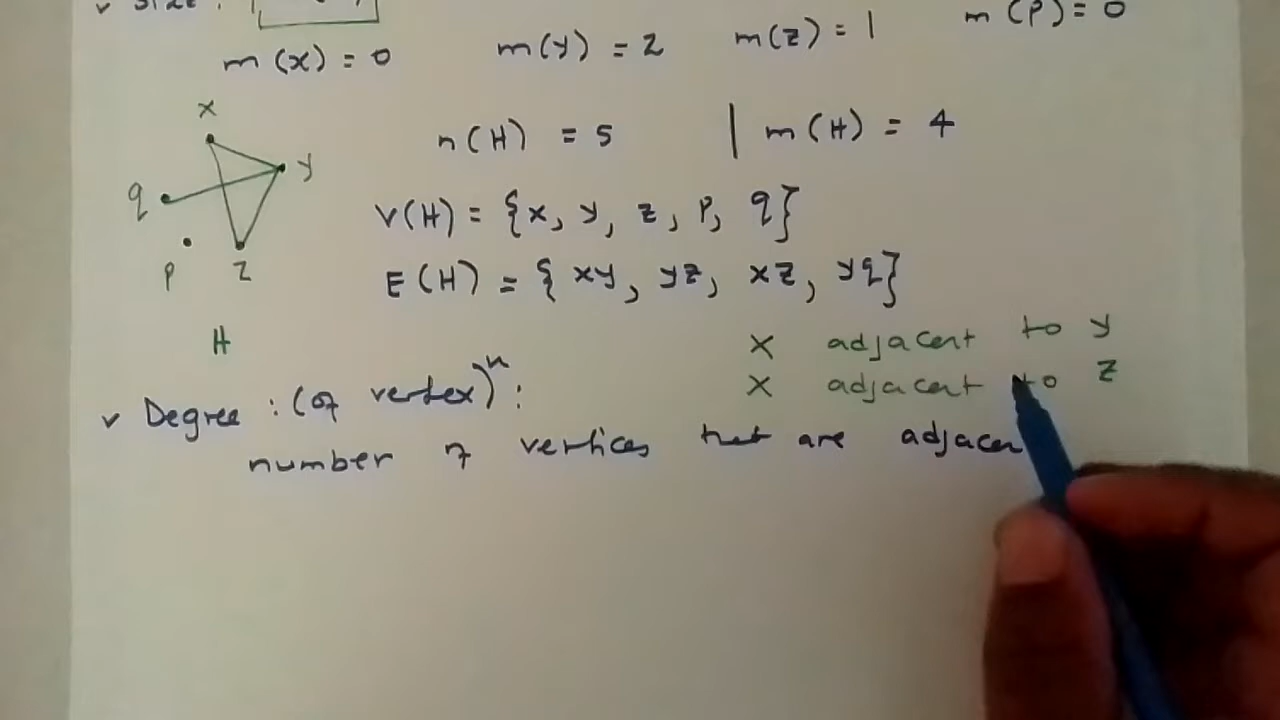 ✓ Size :
m (x) = 0 m (y) = 2 m (z) = 1 m (P) = 0
x
y
q
P
z
H
n (H) = 5 | m (H) = 4
V (H) = {x, y, z, P, q}
E (H) = {xy, yz, xz, yq}
x adjacent to y
x adjacent to z
✓ Degree : (of vertex)ⁿ :
number of vertices that are adjacen